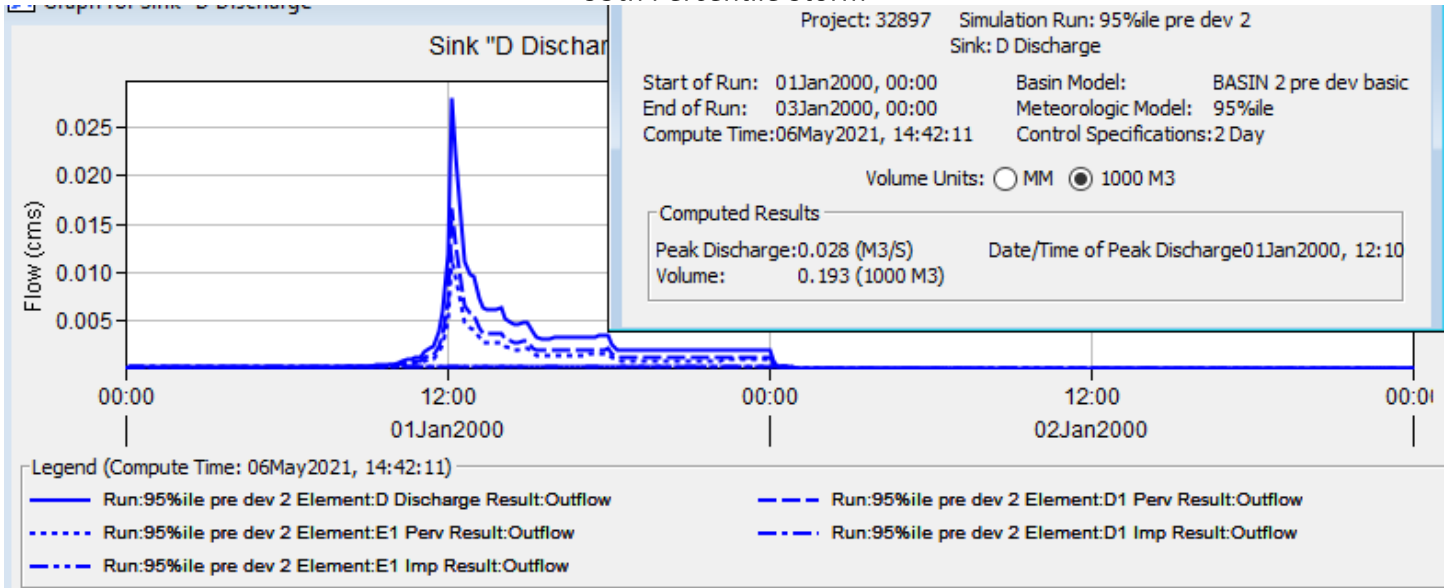 Sink "D Dischar
Project: 32897 Simulation Run: 95%ile pre dev 2
Sink: D Discharge
Start of Run: 01Jan2000, 00:00 Basin Model: BASIN 2 pre dev basic
End of Run: 03Jan2000, 00:00 Meteorologic Model: 95%ile
Compute Time:06May2021, 14:42:11 Control Specifications:2 Day
Volume Units: MM 1000 M3
Computed Results
Peak Discharge:0.028 (M3/S) Date/Time of Peak Discharge01Jan2000, 12:10
Volume: 0.193 (1000 M3)
Flow (cms)
0.025
0.020
0.015
0.010
0.005
00:00 12:00 00:00 12:00 00:0
01Jan2000 02Jan2000
Legend (Compute Time: 06May2021, 14:42:11)
Run:95%ile pre dev 2 Element:D Discharge Result:Outflow Run:95%ile pre dev 2 Element:D1 Perv Result:Outflow
Run:95%ile pre dev 2 Element:E1 Perv Result:Outflow Run:95%ile pre dev 2 Element:D1 Imp Result:Outflow
Run:95%ile pre dev 2 Element:E1 Imp Result:Outflow